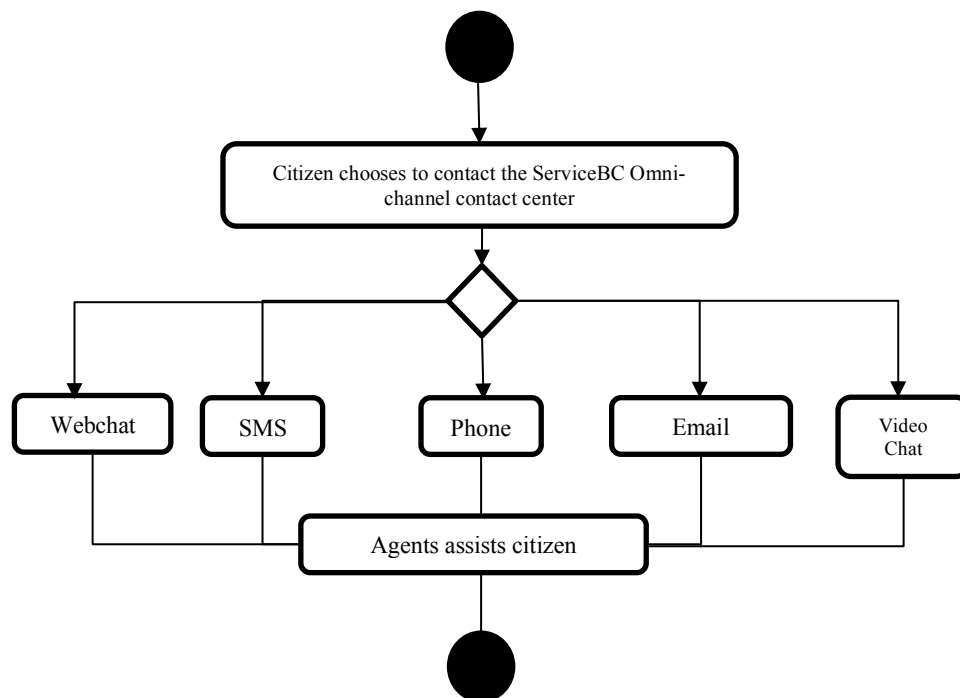 Citizen chooses to contact the ServiceBC Omni-
channel contact center
Webchat
SMS
Phone
Email
Video
Chat
Agents assists citizen